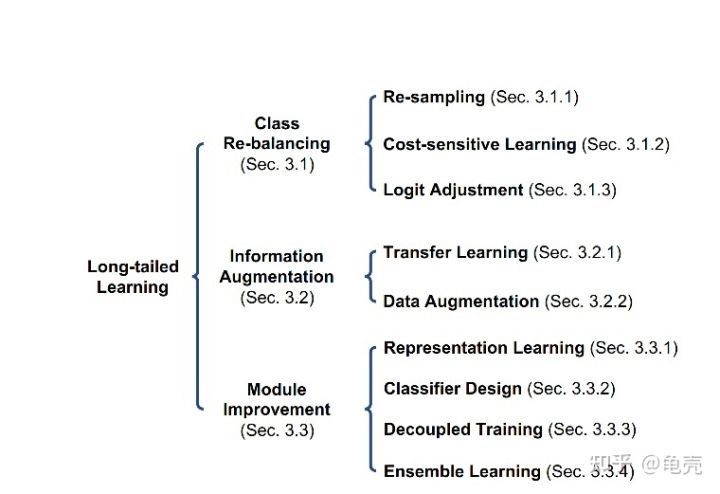 Long-tailed
Learning
Class
Re-balancing
(Sec. 3.1)
Re-sampling (Sec. 3.1.1)
Cost-sensitive Learning (Sec. 3.1.2)
Logit Adjustment (Sec. 3.1.3)
Information
Augmentation
(Sec. 3.2)
Transfer Learning (Sec. 3.2.1)
Data Augmentation (Sec. 3.2.2)
Module
Improvement
(Sec. 3.3)
Representation Learning (Sec. 3.3.1)
Classifier Design (Sec. 3.3.2)
Decoupled Training (Sec. 3.3.3)
Ensemble Learning (Sec. 3.3.4)
知乎 @龟壳